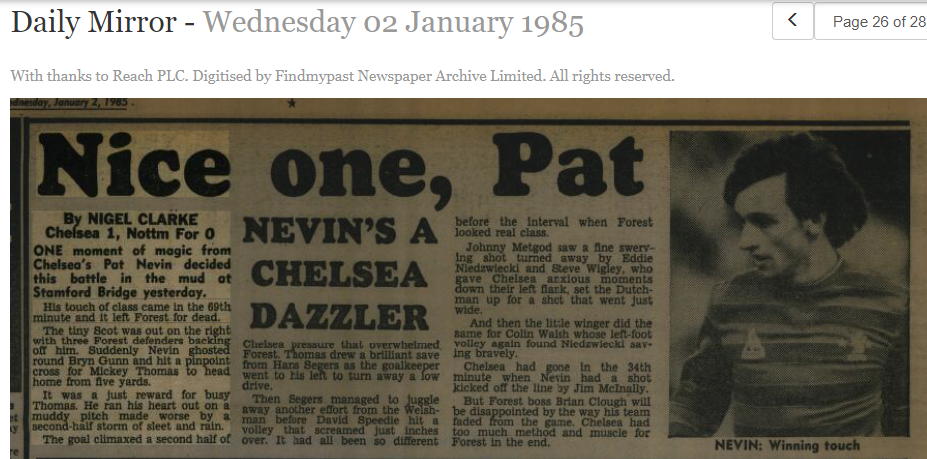 Daily Mirror - Wednesday 02 January 1985
<
Page 26 of 28
With thanks to Reach PLC. Digitised by Findmypast Newspaper Archive Limited. All rights reserved.
dnesday, January 2, 1985
Nice one, Pat
By NIGEL CLARKE
Chelsea 1, Nottm For 0
ONE moment of magic from
Chelsea's Pat Nevin decided
this battle in the mud at
Stamford Bridge yesterday.
His touch of class came in the 69th
minute and it left Forest for dead.
The tiny Scot was out on the right
with three Forest defenders backing
off him. Suddenly Nevin ghosted
round Bryn Gunn and hit a pinpoint
cross for Mickey Thomas to head
home from five yards.
It was a just reward for busy
Thomas. He ran his heart out on a
muddy pitch made worse by a
second-half storm of sleet and rain.
The goal climaxed a second half of
NEVIN'S A
CHELSEA
DAZZLER
Chelsea pressure that overwhelmed
Forest. Thomas drew a brilliant save
from Hans Segers as the goalkeeper
went to his left to turn away a low
drive.
Then Segers managed to juggle
away another effort from the Welsh-
man before David Speedie hit a
volley that screamed just inches
over. It had all been so different
before the interval when Forest
looked real class.
Johnny Metgod saw a fine swerv-
ing shot turned away by Eddie
Niedzwiecki and Steve Wigley, who
gave Chelsea anxious moments
down their left flank, set the Dutch-
man up for a shot that went just
wide.
And then the little winger did the
same for Colin Walsh whose left-foot
volley again found Niedzwiecki sav-
ing bravely.
Chelsea had gone in the 34th
minute when Nevin had a shot
kicked off the line by Jim McInally.
But Forest boss Brian Clough will
be disappointed by the way his team
faded from the game. Chelsea had
too much method and muscle for
Forest in the end.
NEVIN: Winning touch